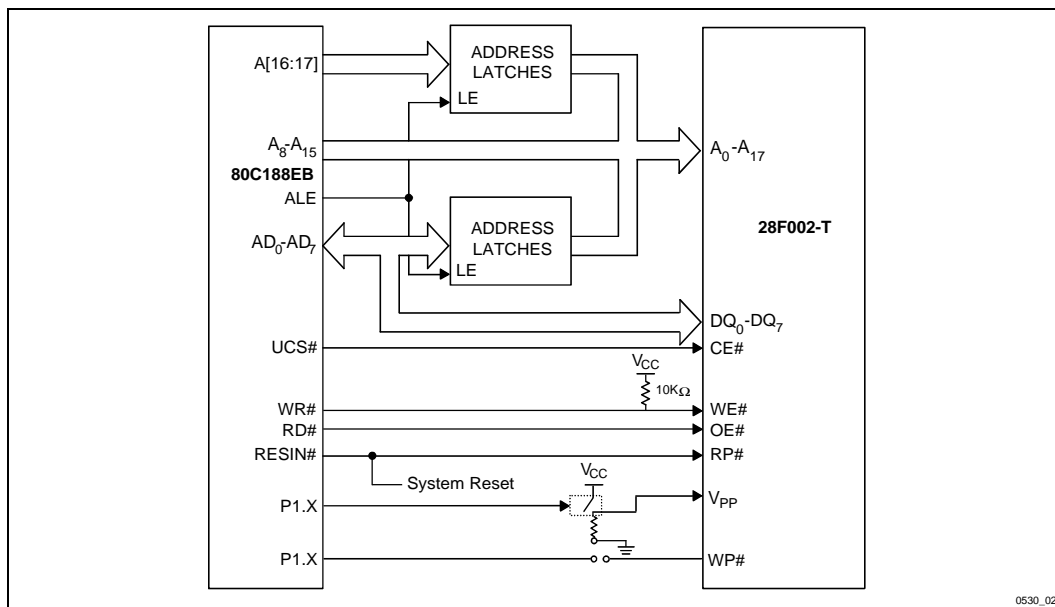 A[16:17]
ADDRESS
LATCHES
LE
A8-A15
80C188EB
ALE
AD0-AD7
ADDRESS
LATCHES
LE
A0-A17
28F002-T
DQ0-DQ7
UCS#
CE#
VCC
10KΩ
WR#
WE#
RD#
OE#
RESIN#
RP#
System Reset
VCC
P1.X
VPP
P1.X
WP#
0530_02